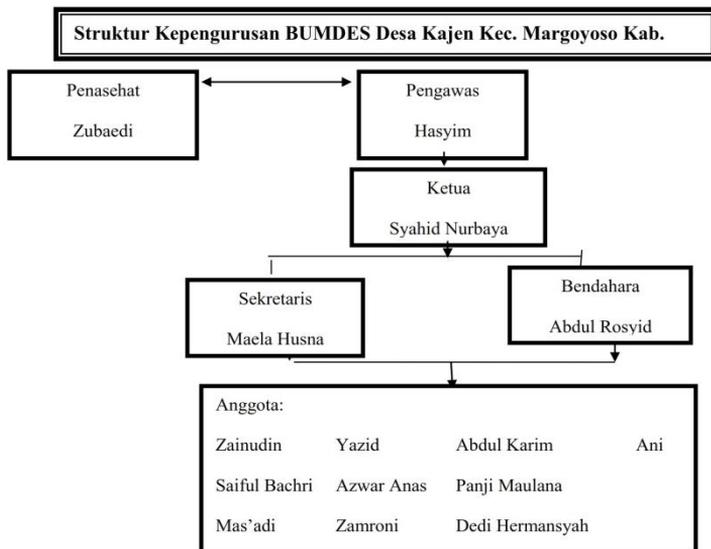 Struktur Kepengurusan BUMDES Desa Kajen Kec. Margoyoso Kab.
Penasehat
Zubaedi
Pengawas
Hasyim
Ketua
Syahid Nurbaya
Sekretaris
Maela Husna
Bendahara
Abdul Rosyid
Anggota:
Zainudin Yazid Abdul Karim Ani
Saiful Bachri Azwar Anas Panji Maulana
Mas'adi Zamroni Dedi Hermansyah